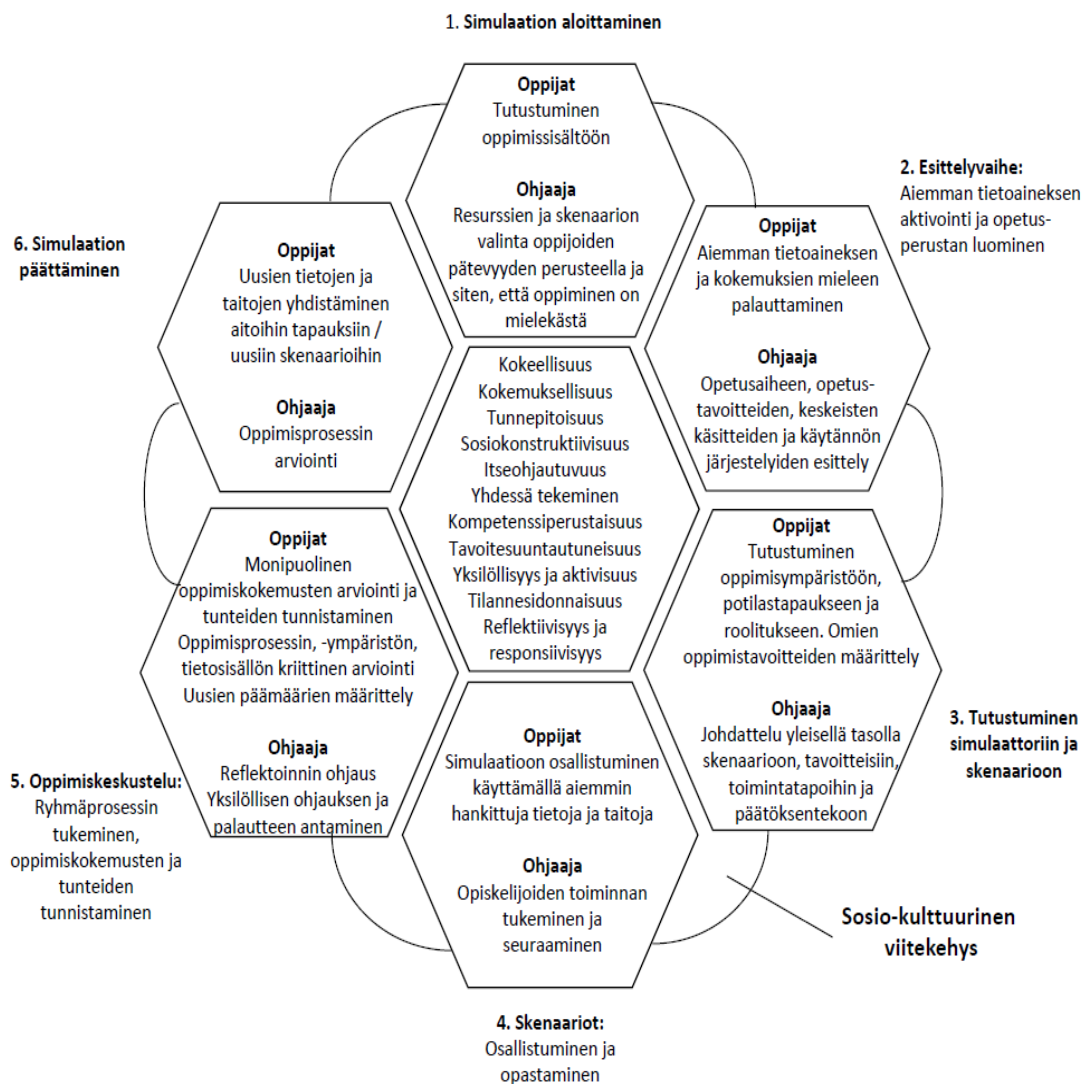 1. Simulaation aloittaminen
Oppijat
Tutustuminen
oppimissisältöön
Ohjaaja
Resurssien ja skenaarion
valinta oppijoiden
pätevyyden perusteella ja
siten, että oppiminen on
mielekästä
2. Esittelyvaihe:
Aiemman tietoaineksen
aktivointi ja opetus-
perustan luominen
Oppijat
Aiemman tietoaineksen
ja kokemuksien mieleen
palauttaminen
Ohjaaja
Opetusaiheen, opetus-
tavoitteiden, keskeisten
käsitteiden ja käytännön
järjestelyiden esittely
6. Simulaation
päättäminen
Oppijat
Uusien tietojen ja
taitojen yhdistäminen
aitoihin tapauksiin /
uusiin skenaarioihin
Ohjaaja
Oppimisprosessin
arviointi
Kokeellisuus
Kokemuksellisuus
Tunnepitoisuus
Sosiokonstruktiivisuus
Itseohjautuvuus
Yhdessä tekeminen
Kompetenssiperustaisuus
Tavoitesuuntautuneisuus
Yksilöllisyys ja aktivisuus
Tilannesidonnaisuus
Reflektiivisyys ja
responsiivisyys
Oppijat
Tutustuminen
oppimisympäristöön,
potilastapaukseen ja
roolitukseen. Omien
oppimistavoitteiden määrittely
Ohjaaja
Johdattelu yleisellä tasolla
skenaarioon, tavoitteisiin,
toimintatapoihin ja
päätöksentekoon
3. Tutustuminen
simulaattoriin ja
skenaarioon
Oppijat
Monipuolinen
oppimiskokemusten arviointi ja
tunteiden tunnistaminen
Oppimisprosessin, -ympäristön,
tietosisällön kriittinen arviointi
Uusien päämäärien määrittely
Ohjaaja
Reflektoinnin ohjaus
Yksilöllisen ohjauksen ja
palautteen antaminen
5. Oppimiskeskustelu:
Ryhmäprosessin
tukeminen,
oppimiskokemusten ja
tunteiden
tunnistaminen
Oppijat
Simulaatioon osallistuminen
käyttämällä aiemmin
hankittuja tietoja ja taitoja
Ohjaaja
Opiskelijoiden toiminnan
tukeminen ja
seuraaminen
Sosio-kulttuurinen
viitekehys
4. Skenaariot:
Osallistuminen ja
opastaminen